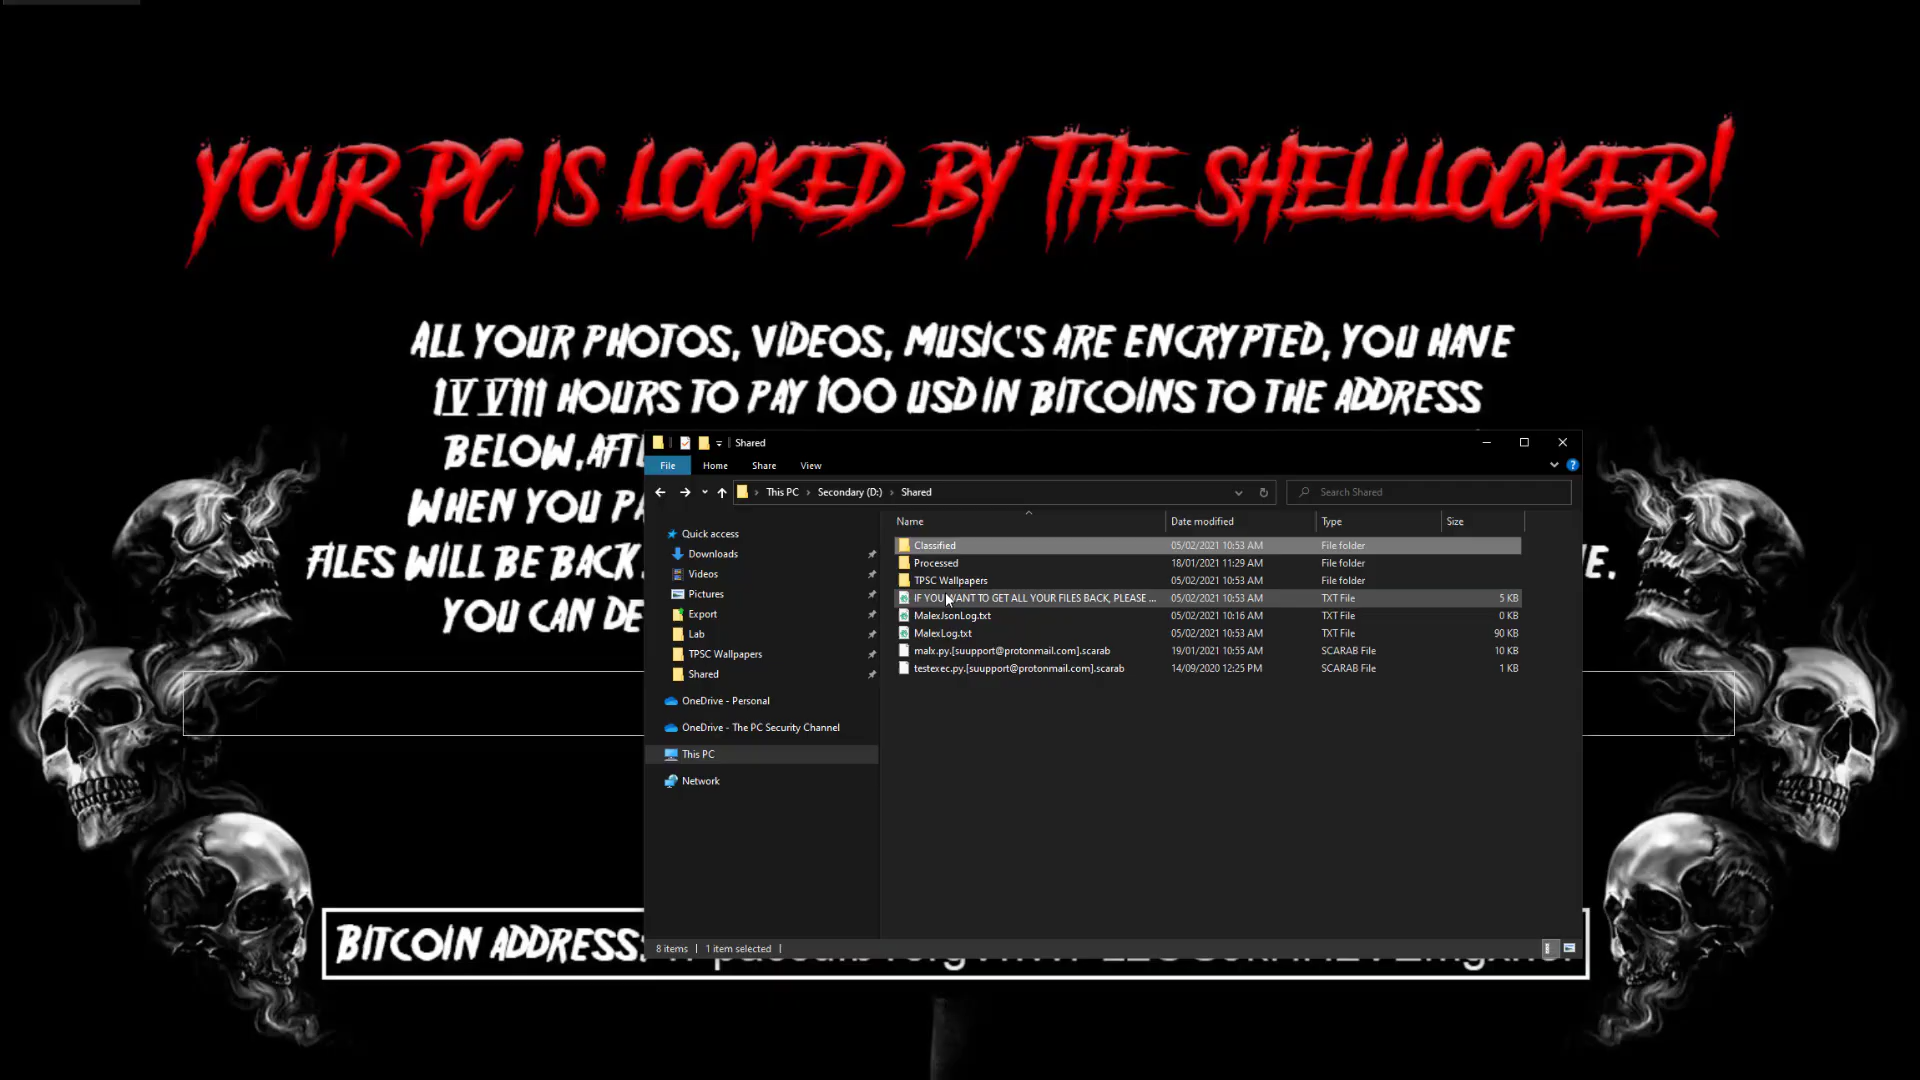 YOUR PC IS LOCKED BY THE SHELLLOCKER!
ALL YOUR PHOTOS, VIDEOS, MUSIC'S ARE ENCRYPTED, YOU HAVE
IV VIII HOURS TO PAY 100 USD IN BITCOINS TO THE ADDRESS
BELOW,
WHEN YOU
FILES WILL BE BACK
YOU CAN
Shared
File Home Share View
This PC > Secondary (D:) > Shared
Search Shared
Name Date modified Type Size
Quick access
Downloads
Videos
Pictures
Export
Lab
TPSC Wallpapers
Shared
OneDrive - Personal
OneDrive - The PC Security Channel
This PC
Network
Classified 05/02/2021 10:53 AM File folder
Processed 18/01/2021 11:29 AM File folder
TPSC Wallpapers 05/02/2021 10:53 AM File folder
IF YOU WANT TO GET ALL YOUR FILES BACK, PLEASE ... 05/02/2021 10:53 AM TXT File 5 KB
MalexJsonLog.txt 05/02/2021 10:16 AM TXT File 0 KB
MalexLog.txt 05/02/2021 10:53 AM TXT File 90 KB
malx.py.[suupport@protonmail.com].scarab 19/01/2021 10:55 AM SCARAB File 10 KB
testexec.py.[suupport@protonmail.com].scarab 14/09/2020 12:25 PM SCARAB File 1 KB
8 items 1 item selected
BITCOIN ADDRESS: